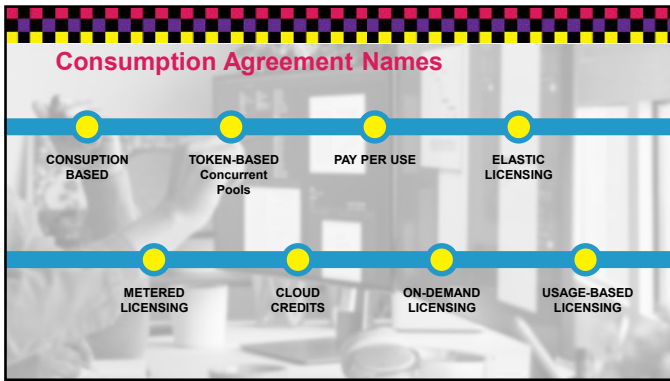 Consumption Agreement Names
CONSUPTION
BASED
TOKEN-BASED
Concurrent
Pools
PAY PER USE
ELASTIC
LICENSING
METERED
LICENSING
CLOUD
CREDITS
ON-DEMAND
LICENSING
USAGE-BASED
LICENSING